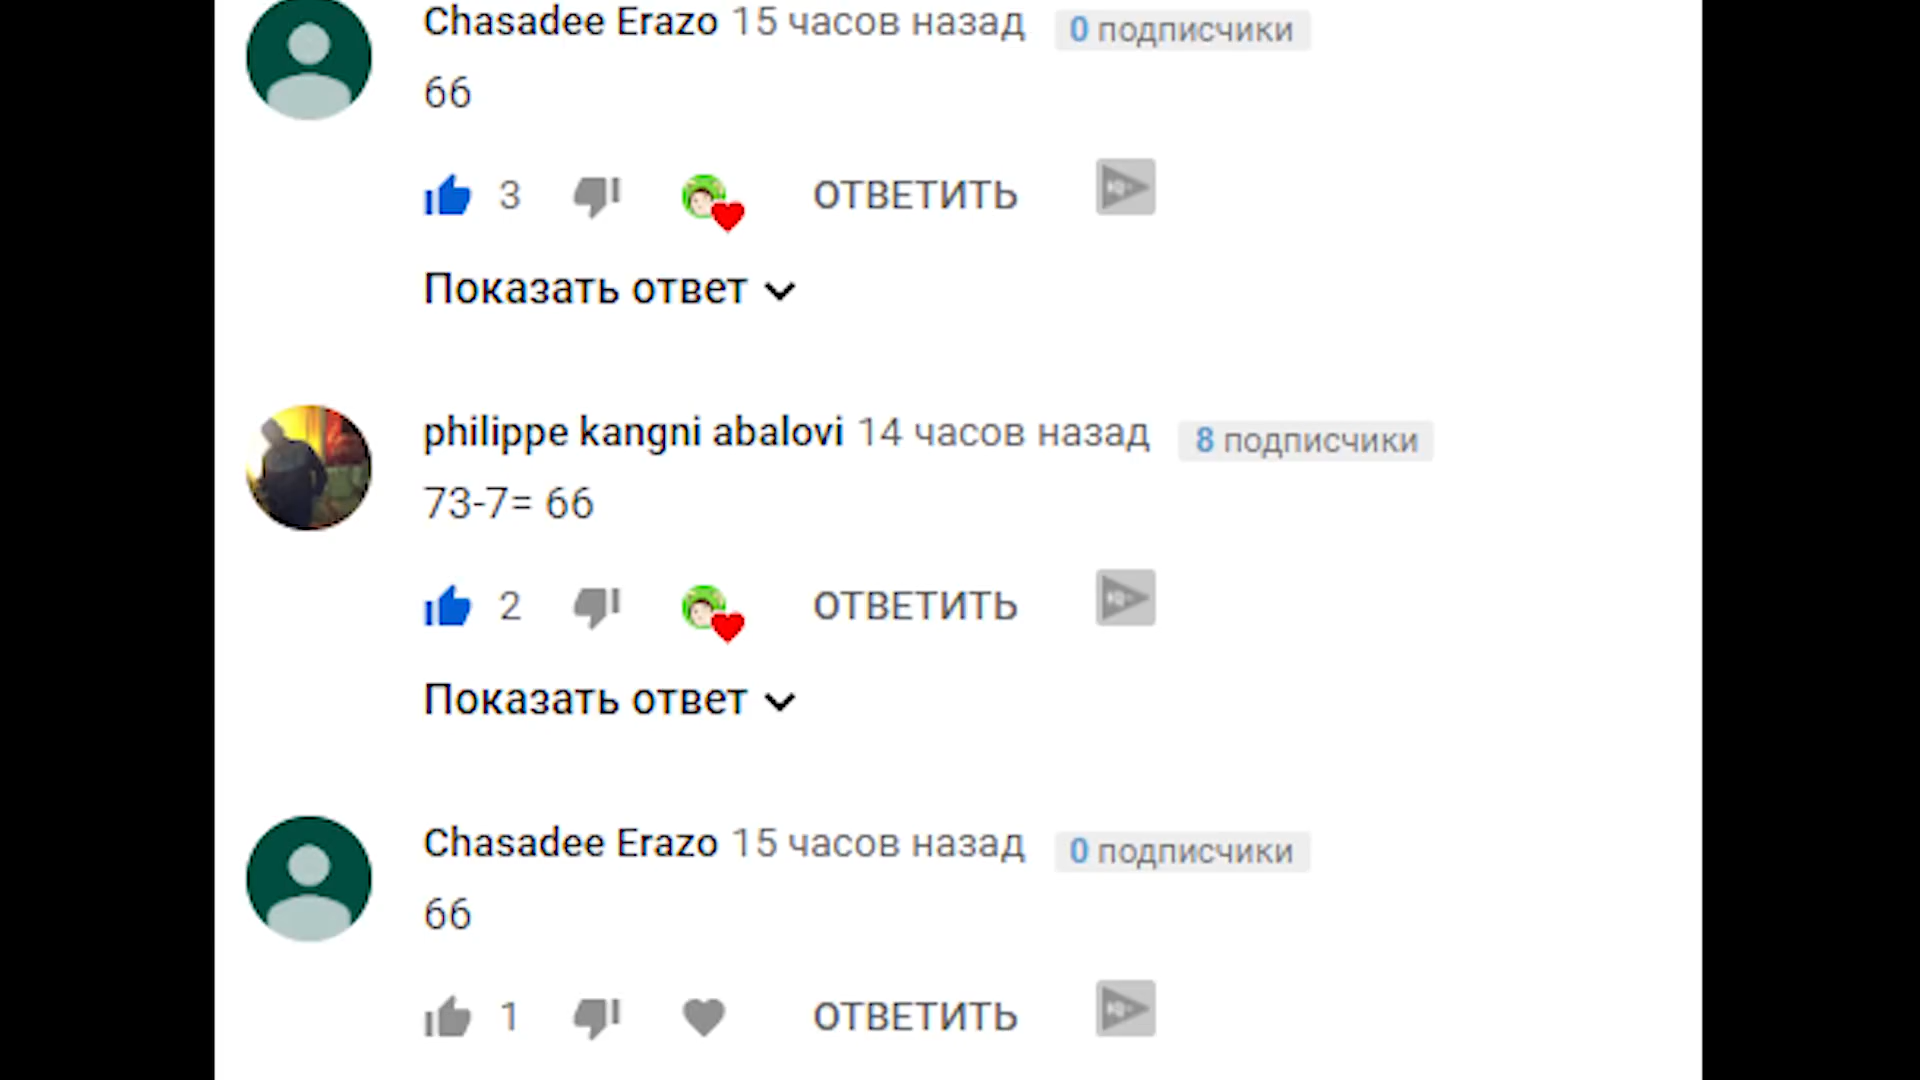 Chasadee Erazo 15 часов назад 0 подписчики
66
3 ОТВЕТИТЬ
Показать ответ
philippe kangni abalovi 14 часов назад 8 подписчики
73-7= 66
2 ОТВЕТИТЬ
Показать ответ
Chasadee Erazo 15 часов назад 0 подписчики
66
1 ОТВЕТИТЬ